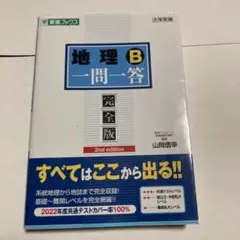 東進ブックス
大学受験
地理B
一問一答
完全版
2nd edition
山岡信幸
すべてはここから出る!!
系統地理から地誌まで完全収録!
基礎~難関レベルを完全網羅!!
2022年度共通テストカバー率100%